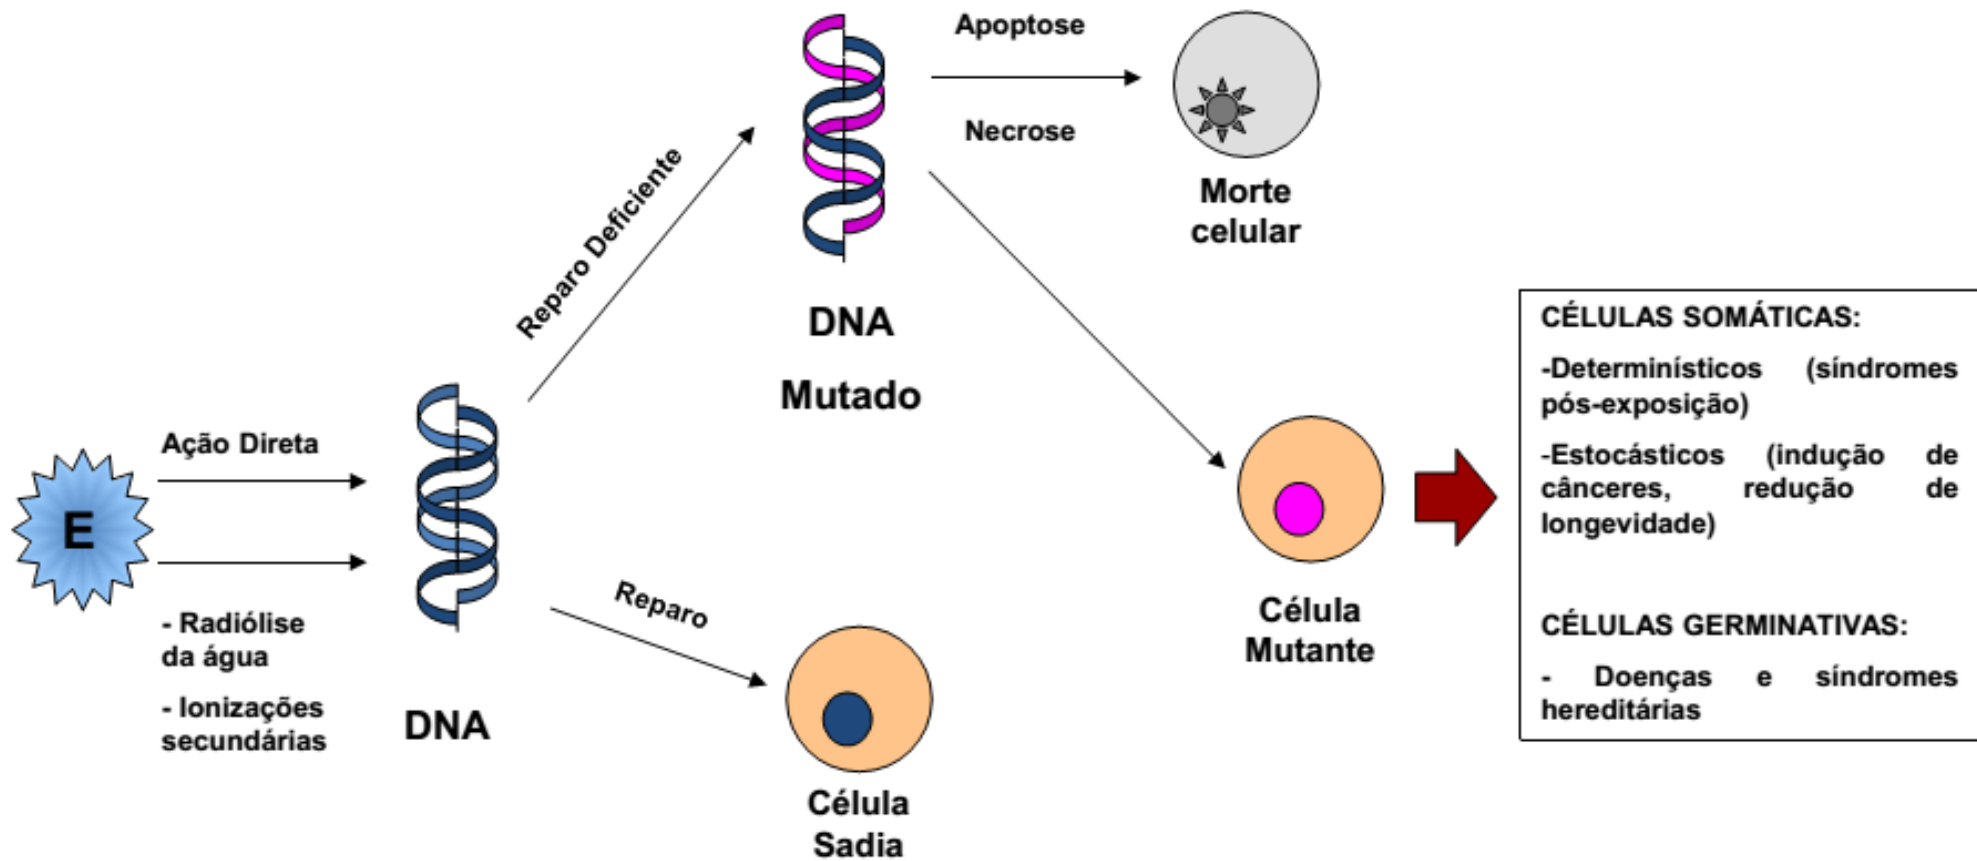 E
Ação Direta
- Radiólise
da água
- Ionizações
secundárias
DNA
Reparo Deficiente
Reparo
Célula
Sadia
DNA
Mutado
Apoptose
Necrose
Morte
celular
Célula
Mutante
CÉLULAS SOMÁTICAS:
-Determinísticos (síndromes
pós-exposição)
-Estocásticos (indução de
cânceres, redução de
longevidade)
CÉLULAS GERMINATIVAS:
- Doenças e síndromes
hereditárias